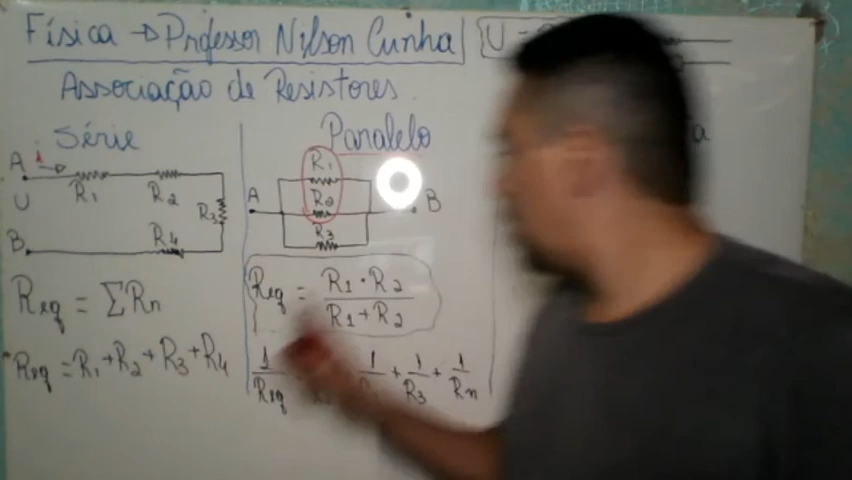 Física → Professor Nilson Cunha
U =
Associação de Resistores.
Série
Paralelo
A i
R1 R2
U
R3
B R4
R1
A R2 B
R3
Req = ΣRn
Req = R1 · R2 / R1 + R2
Req = R1 + R2 + R3 + R4
1/Req 1 + 1/R3 + 1/Rn